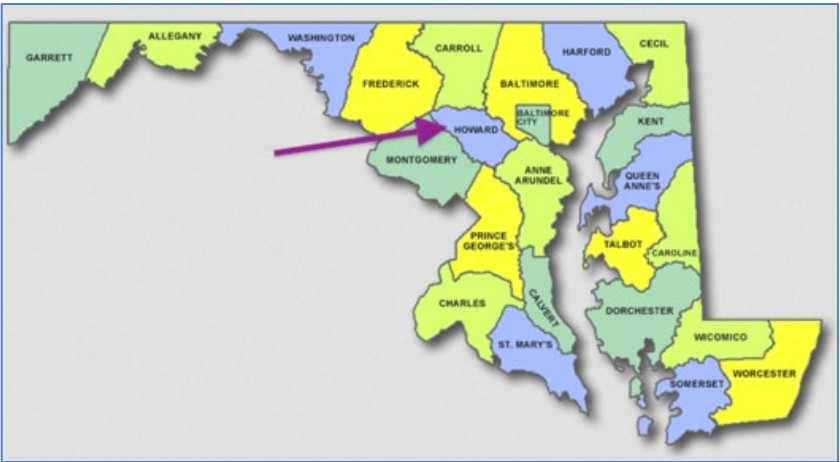 GARRETT
ALLEGANY
WASHINGTON
FREDERICK
CARROLL
BALTIMORE
HARFORD
CECIL
BALTIMORE
CITY
HOWARD
MONTGOMERY
KENT
ANNE
ARUNDEL
QUEEN
ANNE'S
PRINCE
GEORGE'S
TALBOT
CAROLINE
CHARLES
CALVERT
DORCHESTER
ST. MARY'S
WICOMICO
SOMERSET
WORCESTER